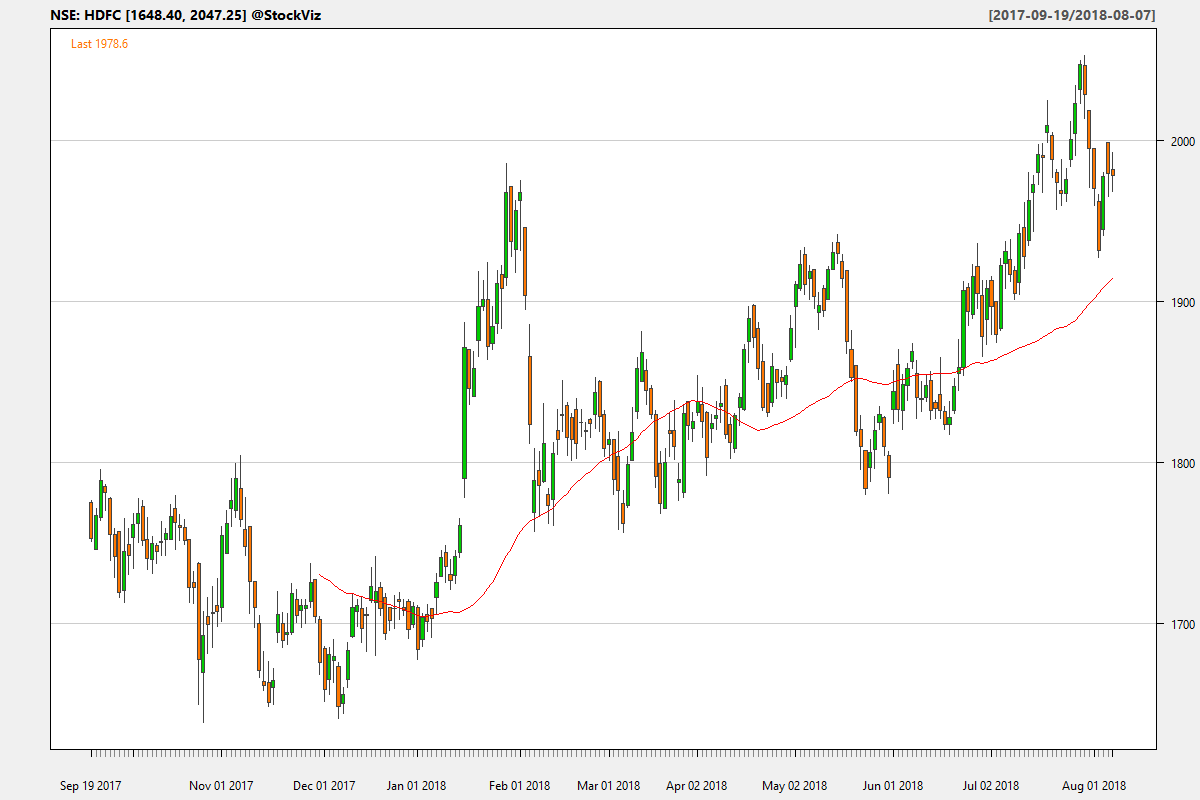 NSE: HDFC [1648.40, 2047.25] @StockViz [2017-09-19/2018-08-07]
Last 1978.6
2000
1900
1800
1700
Sep 19 2017 Nov 01 2017 Dec 01 2017 Jan 01 2018 Feb 01 2018 Mar 01 2018 Apr 02 2018 May 02 2018 Jun 01 2018 Jul 02 2018 Aug 01 2018